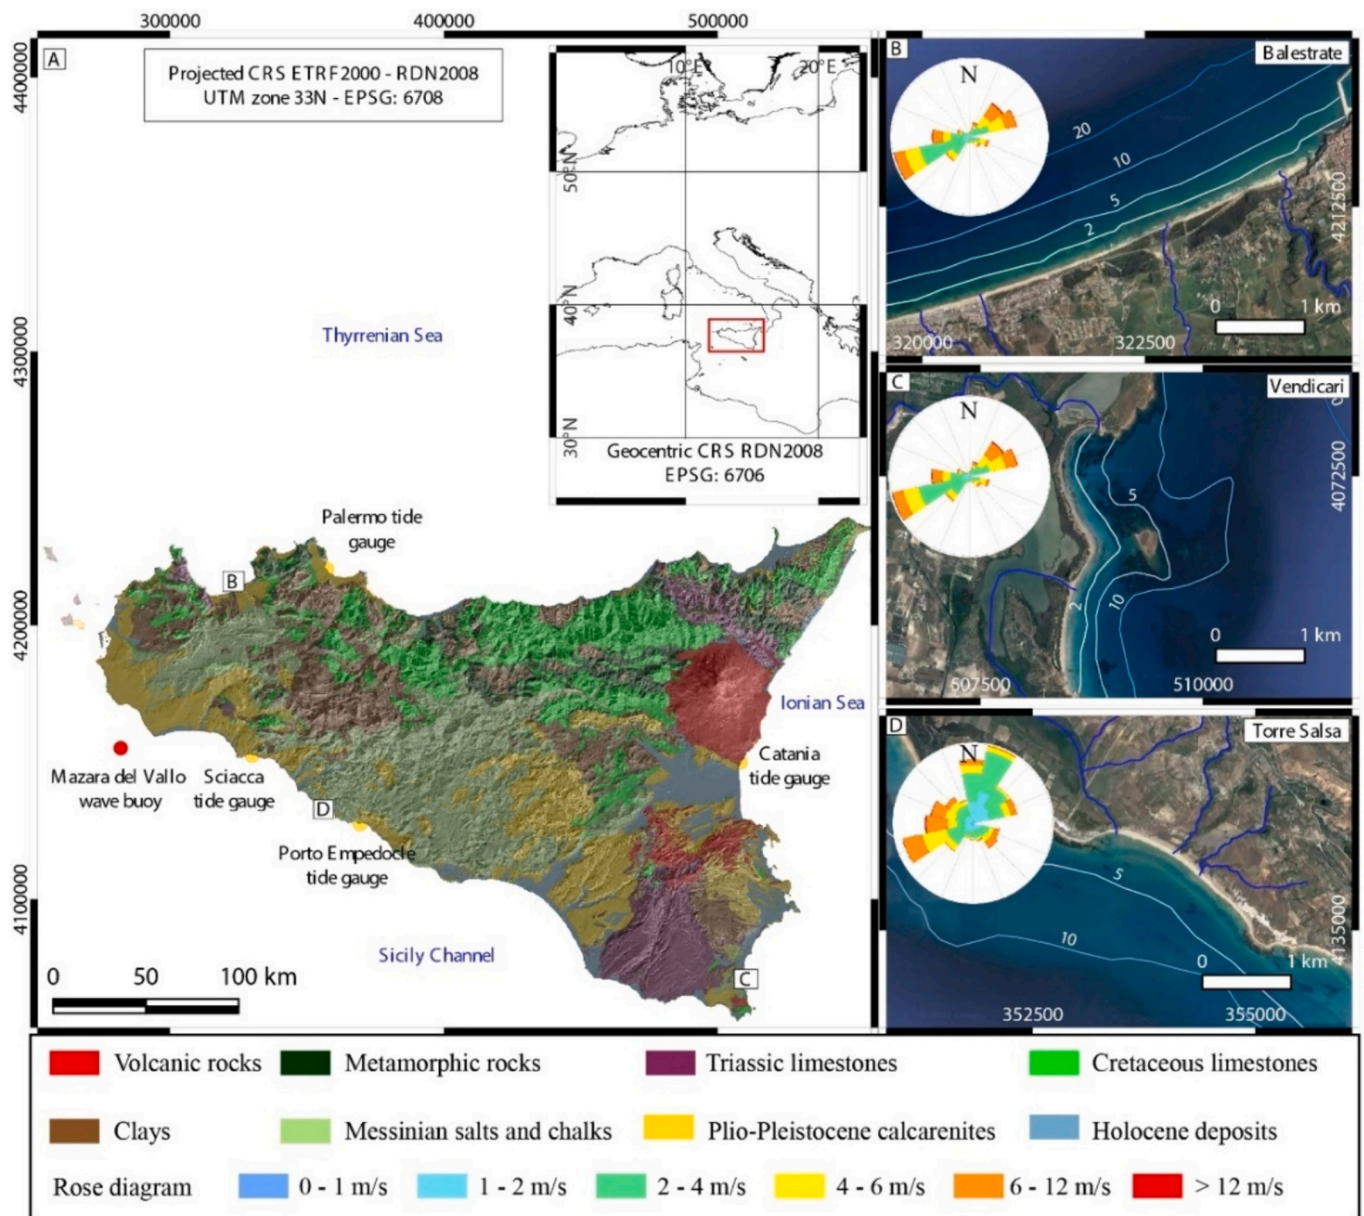 300000
400000
500000
4400000
4300000
4200000
4100000
A
Projected CRS ETRF2000 - RDN2008
UTM zone 33N - EPSG: 6708
10°E
20°E
50°N
40°N
30°N
Geocentric CRS RDN2008
EPSG: 6706
Thyrrenian Sea
Palermo tide
gauge
B
Ionian Sea
Mazara del Vallo
wave buoy
Sciacca
tide gauge
Catania
tide gauge
D
Porto Empedocle
tide gauge
Sicily Channel
C
0 50 100 km
B
Balestrate
N
20
10
5
2
4212500
0 1 km
320000
322500
C
Vendicari
N
5
2
10
4072500
0 1 km
507500
510000
D
Torre Salsa
N
5
10
4135000
0 1 km
352500
355000
Volcanic rocks Metamorphic rocks Triassic limestones Cretaceous limestones
Clays Messinian salts and chalks Plio-Pleistocene calcarenites Holocene deposits
Rose diagram 0 - 1 m/s 1 - 2 m/s 2 - 4 m/s 4 - 6 m/s 6 - 12 m/s > 12 m/s